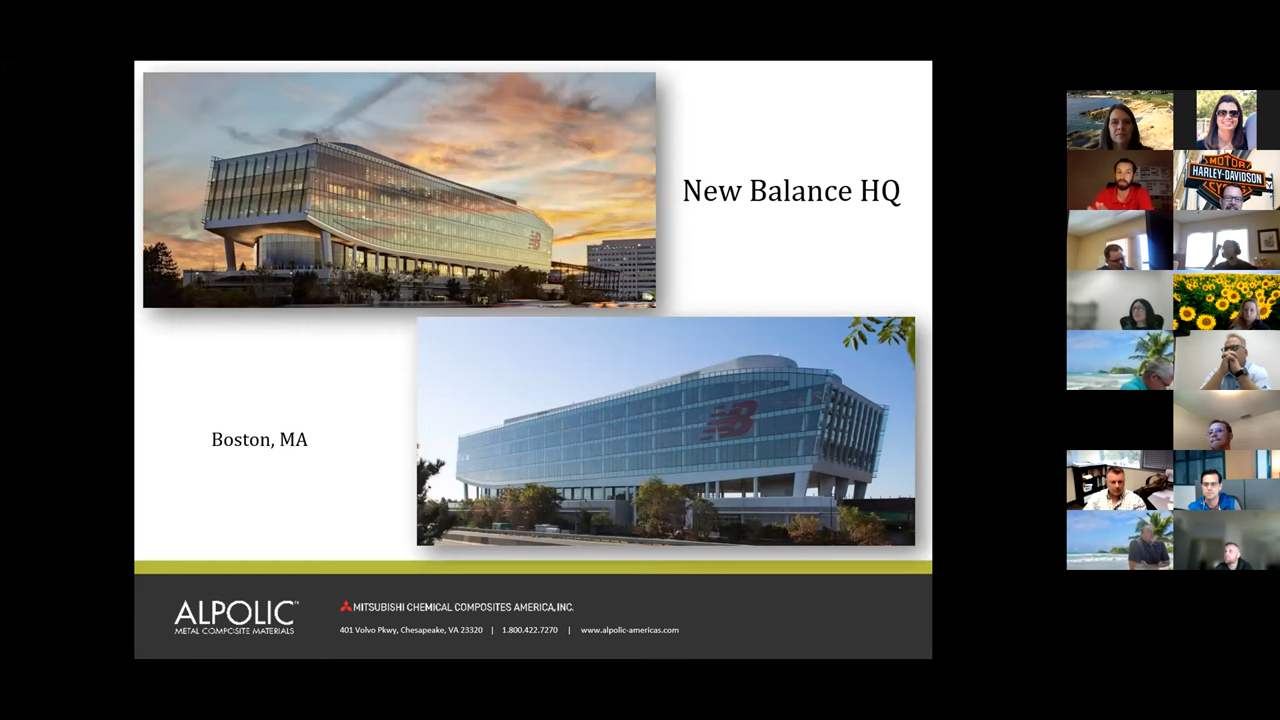 New Balance HQ
Boston, MA
ALPOLIC
METAL COMPOSITE MATERIALS
MITSUBISHI CHEMICAL COMPOSITES AMERICA, INC.
401 Volvo Pkwy, Chesapeake, VA 23320 | 1.800.422.7270 | www.alpolic-americas.com
MOTOR
HARLEY-DAVIDSON